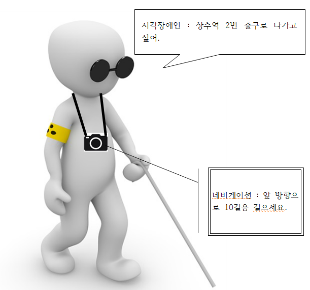 시각장애인 : 상수역 2번 출구로 나가고
싶어.
네비게이션 : 앞 방향으
로 10걸음 걸으세요.